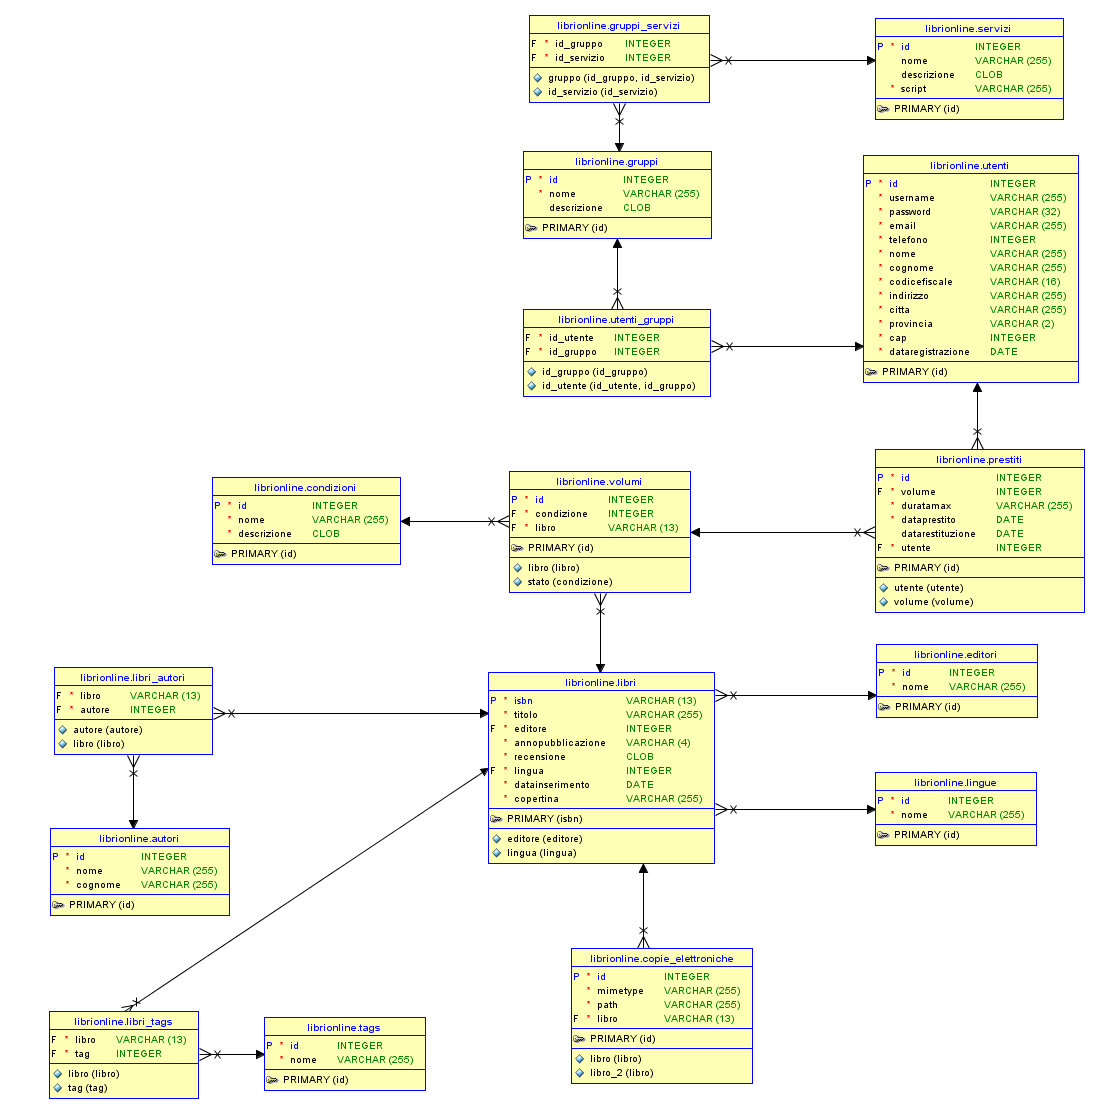 librionline.gruppi_servizi
F * id_gruppo INTEGER
F * id_servizio INTEGER
gruppo (id_gruppo, id_servizio)
id_servizio (id_servizio)
librionline.servizi
P * id INTEGER
nome VARCHAR (255)
descrizione CLOB
* script VARCHAR (255)
PRIMARY (id)
librionline.gruppi
P * id INTEGER
* nome VARCHAR (255)
descrizione CLOB
PRIMARY (id)
librionline.utenti
P * id INTEGER
* username VARCHAR (255)
* password VARCHAR (32)
* email VARCHAR (255)
* telefono INTEGER
* nome VARCHAR (255)
* cognome VARCHAR (255)
* codicefiscale VARCHAR (16)
* indirizzo VARCHAR (255)
* citta VARCHAR (255)
* provincia VARCHAR (2)
* cap INTEGER
* dataregistrazione DATE
PRIMARY (id)
librionline.utenti_gruppi
F * id_utente INTEGER
F * id_gruppo INTEGER
id_gruppo (id_gruppo)
id_utente (id_utente, id_gruppo)
librionline.condizioni
P * id INTEGER
* nome VARCHAR (255)
* descrizione CLOB
PRIMARY (id)
librionline.volumi
P * id INTEGER
F * condizione INTEGER
F * libro VARCHAR (13)
PRIMARY (id)
libro (libro)
stato (condizione)
librionline.prestiti
P * id INTEGER
F * volume INTEGER
* duratamax VARCHAR (255)
* dataprestito DATE
datarestituzione DATE
F * utente INTEGER
PRIMARY (id)
utente (utente)
volume (volume)
librionline.libri_autori
F * libro VARCHAR (13)
F * autore INTEGER
autore (autore)
libro (libro)
librionline.libri
P * isbn VARCHAR (13)
* titolo VARCHAR (255)
F * editore INTEGER
* annopubblicazione VARCHAR (4)
* recensione CLOB
F * lingua INTEGER
* datainserimento DATE
* copertina VARCHAR (255)
PRIMARY (isbn)
editore (editore)
lingua (lingua)
librionline.editori
P * id INTEGER
* nome VARCHAR (255)
PRIMARY (id)
librionline.lingue
P * id INTEGER
* nome VARCHAR (255)
PRIMARY (id)
librionline.autori
P * id INTEGER
* nome VARCHAR (255)
* cognome VARCHAR (255)
PRIMARY (id)
librionline.copie_elettroniche
P * id INTEGER
* mimetype VARCHAR (255)
* path VARCHAR (255)
F * libro VARCHAR (13)
PRIMARY (id)
libro (libro)
libro_2 (libro)
librionline.libri_tags
F * libro VARCHAR (13)
F * tag INTEGER
libro (libro)
tag (tag)
librionline.tags
P * id INTEGER
* nome VARCHAR (255)
PRIMARY (id)